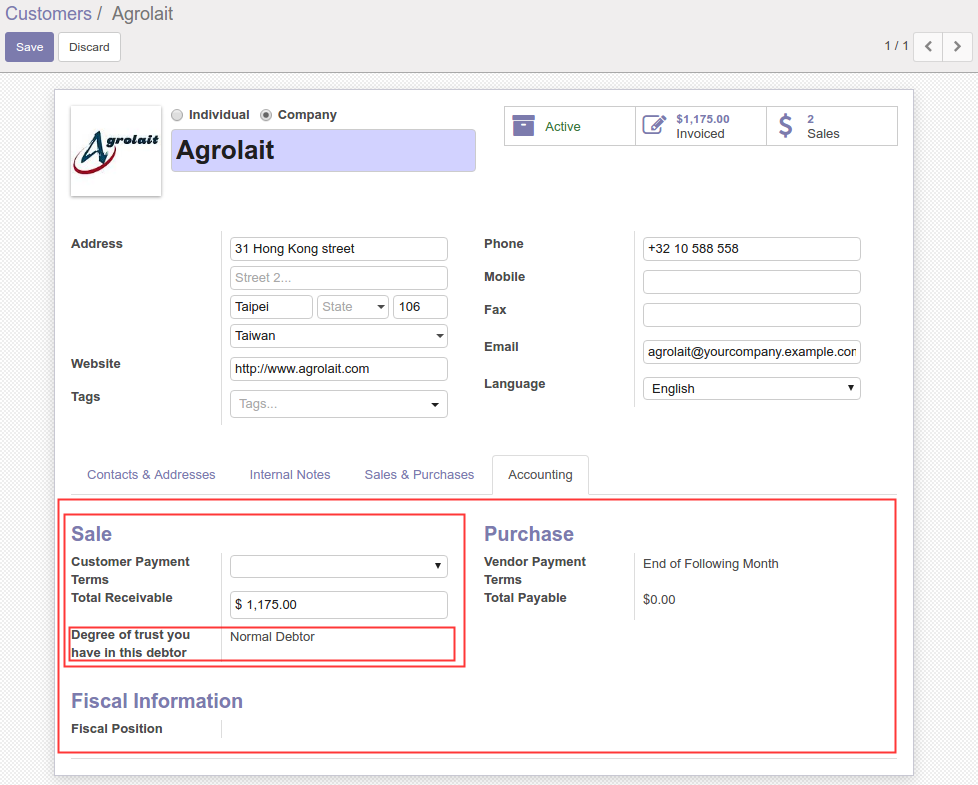 Customers / Agrolait
Save Discard 1 / 1
Agrolait
Individual Company
Agrolait
Active
$1,175.00
Invoiced
2
Sales
Address
31 Hong Kong street
Street 2...
Taipei State 106
Taiwan
Website http://www.agrolait.com
Tags Tags...
Phone +32 10 588 558
Mobile
Fax
Email agrolait@yourcompany.example.cor
Language English
Contacts & Addresses Internal Notes Sales & Purchases Accounting
Sale
Customer Payment
Terms
Total Receivable $ 1,175.00
Degree of trust you
have in this debtor
Normal Debtor
Purchase
Vendor Payment
Terms
End of Following Month
Total Payable $0.00
Fiscal Information
Fiscal Position